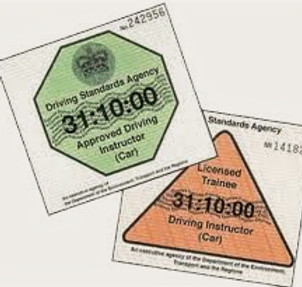 No.242956
Driving Standards Agency
31:10:00
Approved Driving
Instructor
(Car)
An executive agency of
the Department of the Environment, Transport and the Regions
Standards Agency
Licensed
Trainee
31:10:00
Driving Instructor
(Car)
An executive agency of the Department of the Environment,
Transport and the Regions